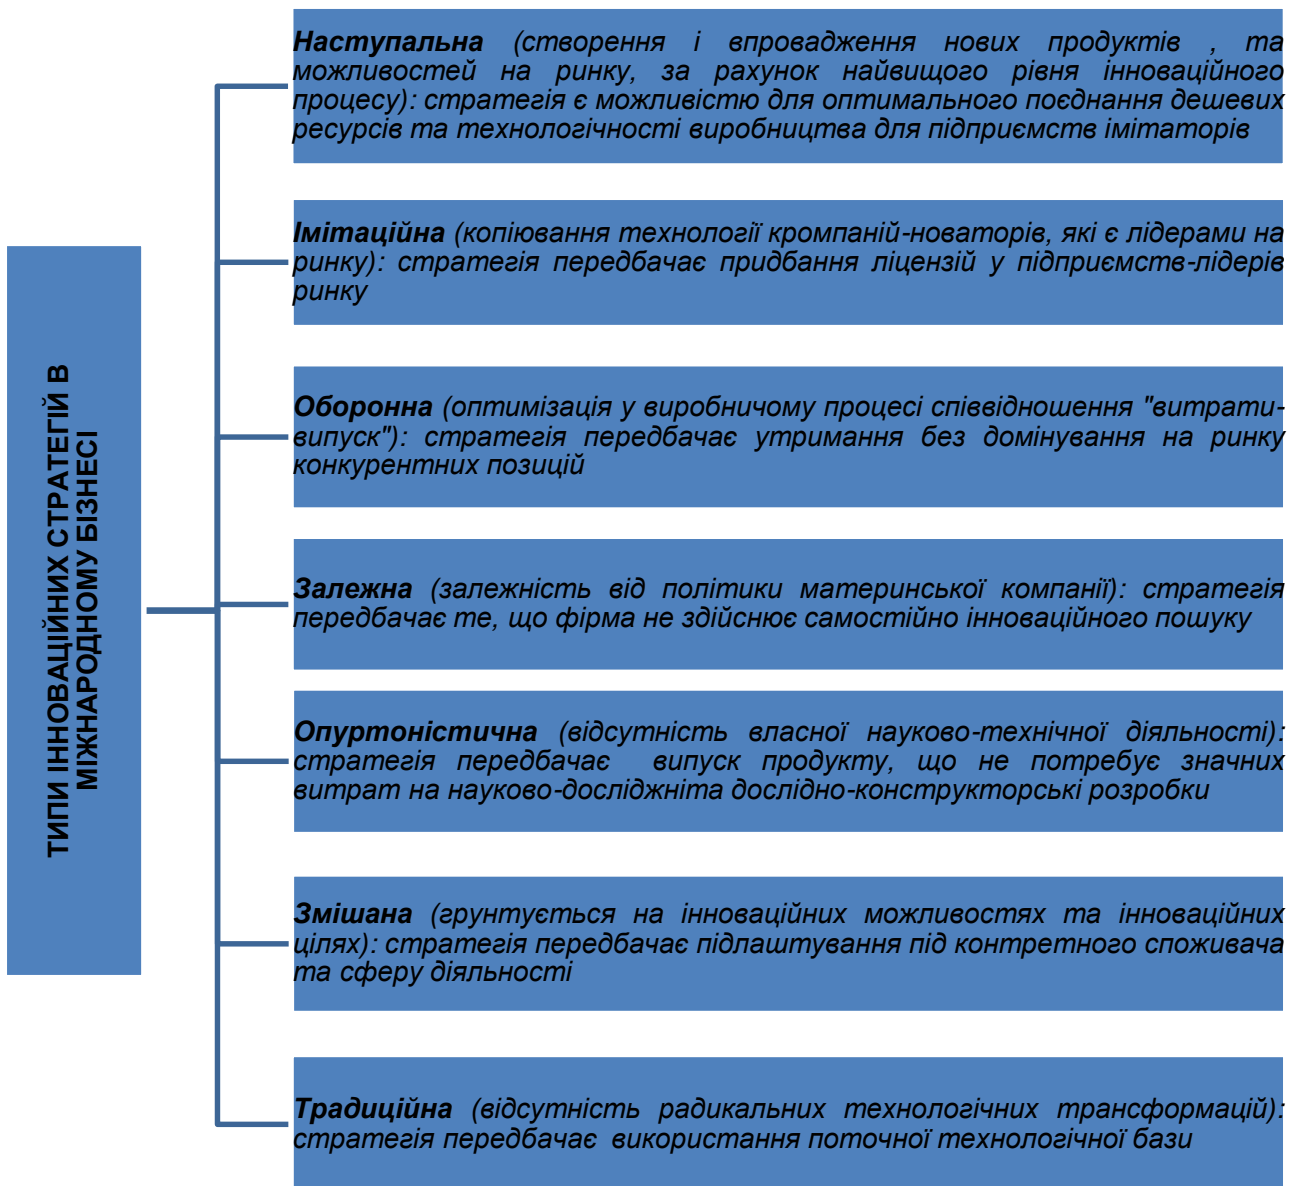 ТИПИ ІННОВАЦІЙНИХ СТРАТЕГІЙ В
МІЖНАРОДНОМУ БІЗНЕСІ
Наступальна (створення і впровадження нових продуктів , та
можливостей на ринку, за рахунок найвищого рівня інноваційного
процесу): стратегія є можливістю для оптимального поєднання дешевих
ресурсів та технологічності виробництва для підприємств імітаторів
Імітаційна (копіювання технології кромпаній-новаторів, які є лідерами на
ринку): стратегія передбачає придбання ліцензій у підприємств-лідерів
ринку
Оборонна (оптимізація у виробничому процесі співвідношення "витрати-
випуск"): стратегія передбачає утримання без домінування на ринку
конкурентних позицій
Залежна (залежність від політики материнської компанії): стратегія
передбачає те, що фірма не здійснює самостійно інноваційного пошуку
Опуртоністична (відсутність власної науково-технічної діяльності):
стратегія передбачає випуск продукту, що не потребує значних
витрат на науково-досліджніта дослідно-конструкторські розробки
Змішана (грунтується на інноваційних можливостях та інноваційних
цілях): стратегія передбачає підлаштування під контретного споживача
та сферу діяльності
Традиційна (відсутність радикальних технологічних трансформацій):
стратегія передбачає використання поточної технологічної бази